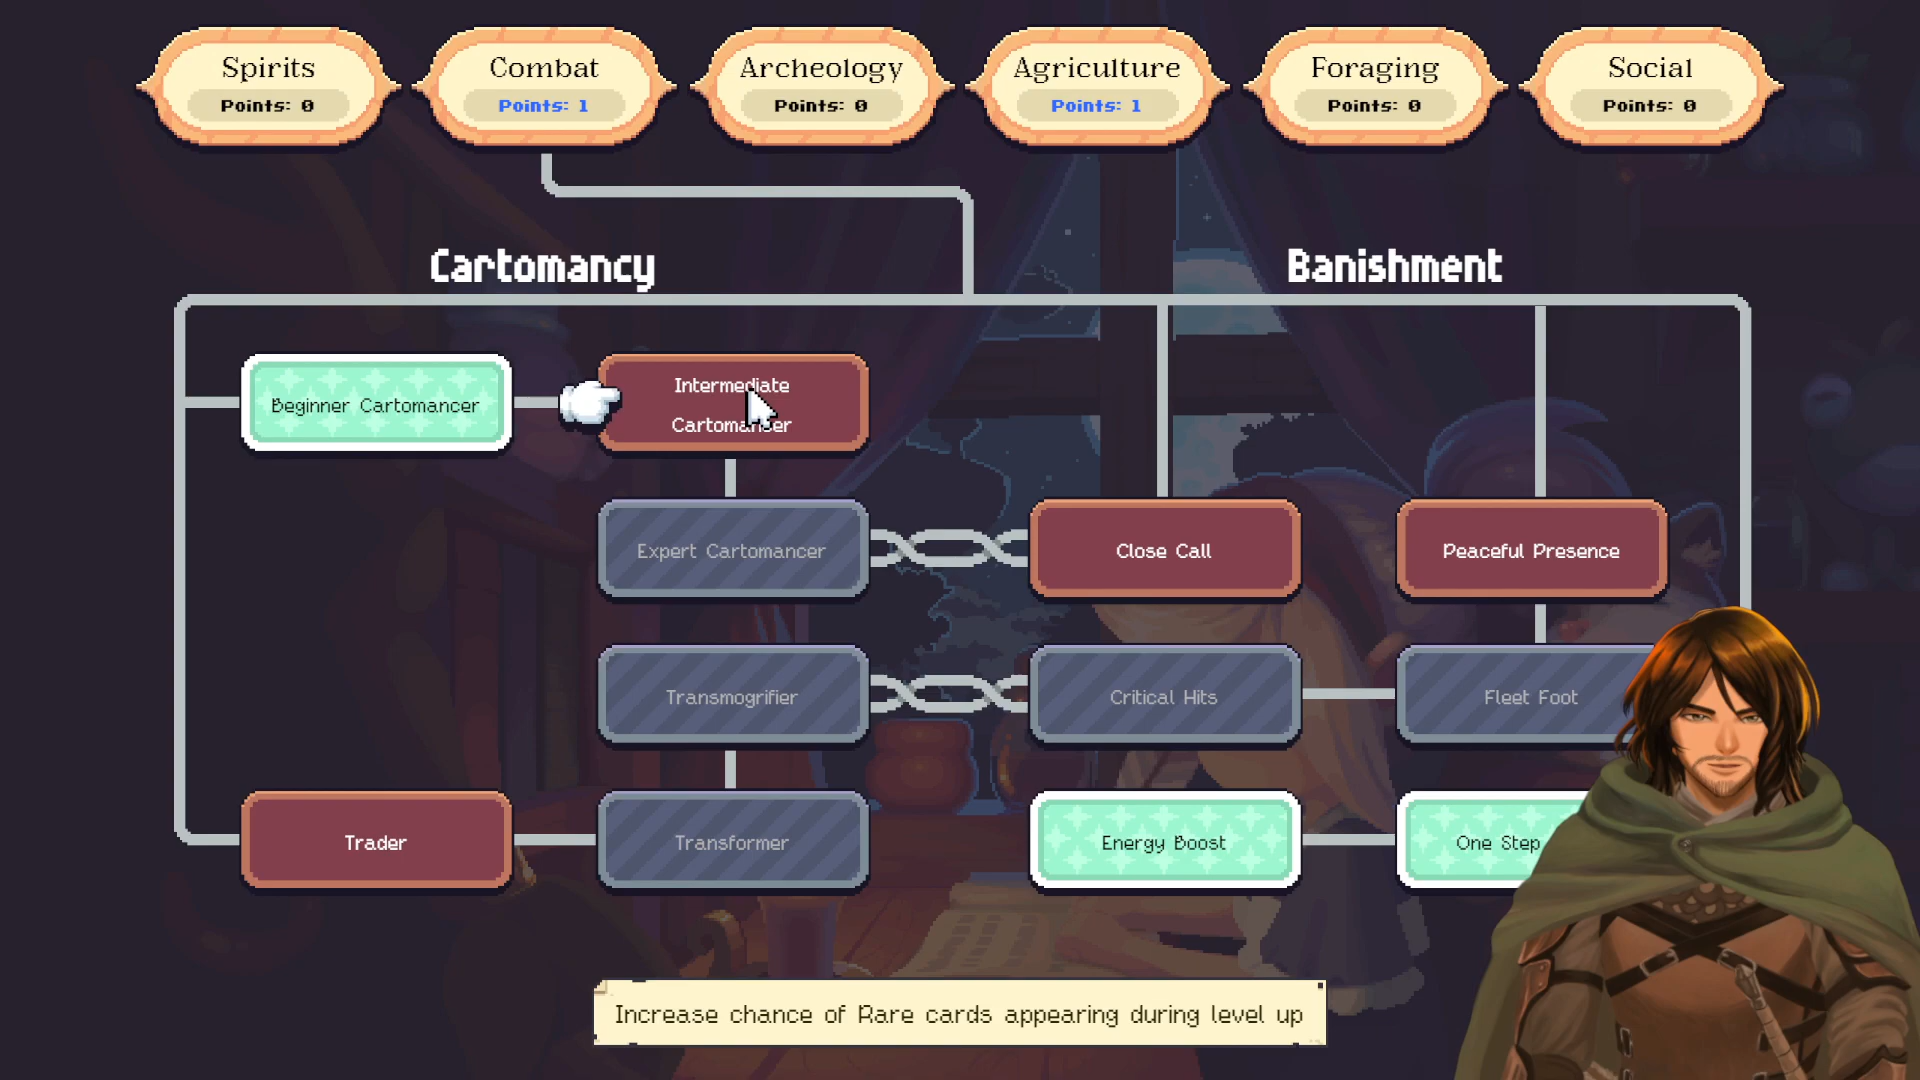 Spirits
Points: 0
Combat
Points: 1
Archeology
Points: 0
Agriculture
Points: 1
Foraging
Points: 0
Social
Points: 0
Cartomancy
Banishment
Beginner Cartomancer
Intermediate
Cartomancer
Expert Cartomancer
Close Call
Peaceful Presence
Transmogrifier
Critical Hits
Fleet Foot
Trader
Transformer
Energy Boost
One Step
Increase chance of Rare cards appearing during level up